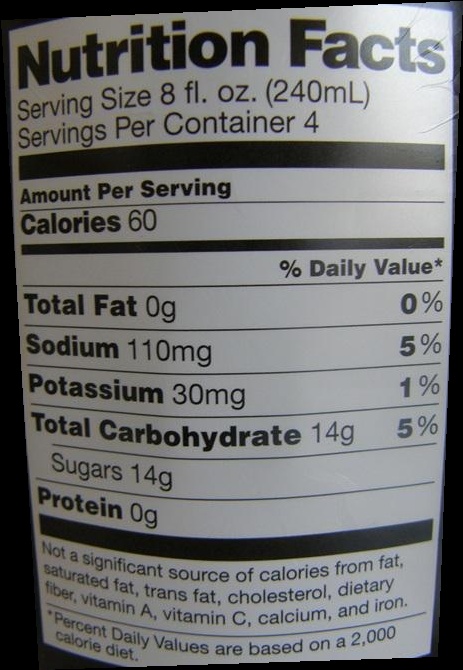 Nutrition Facts
Serving Size 8 fl. oz. (240mL)
Servings Per Container 4
Amount Per Serving
Calories 60
% Daily Value*
Total Fat 0g 0%
Sodium 110mg 5%
Potassium 30mg 1%
Total Carbohydrate 14g 5%
Sugars 14g
Protein 0g
Not a significant source of calories from fat,
saturated fat, trans fat, cholesterol, dietary
fiber, vitamin A, vitamin C, calcium, and iron.
*Percent Daily Values are based on a 2,000
calorie diet.